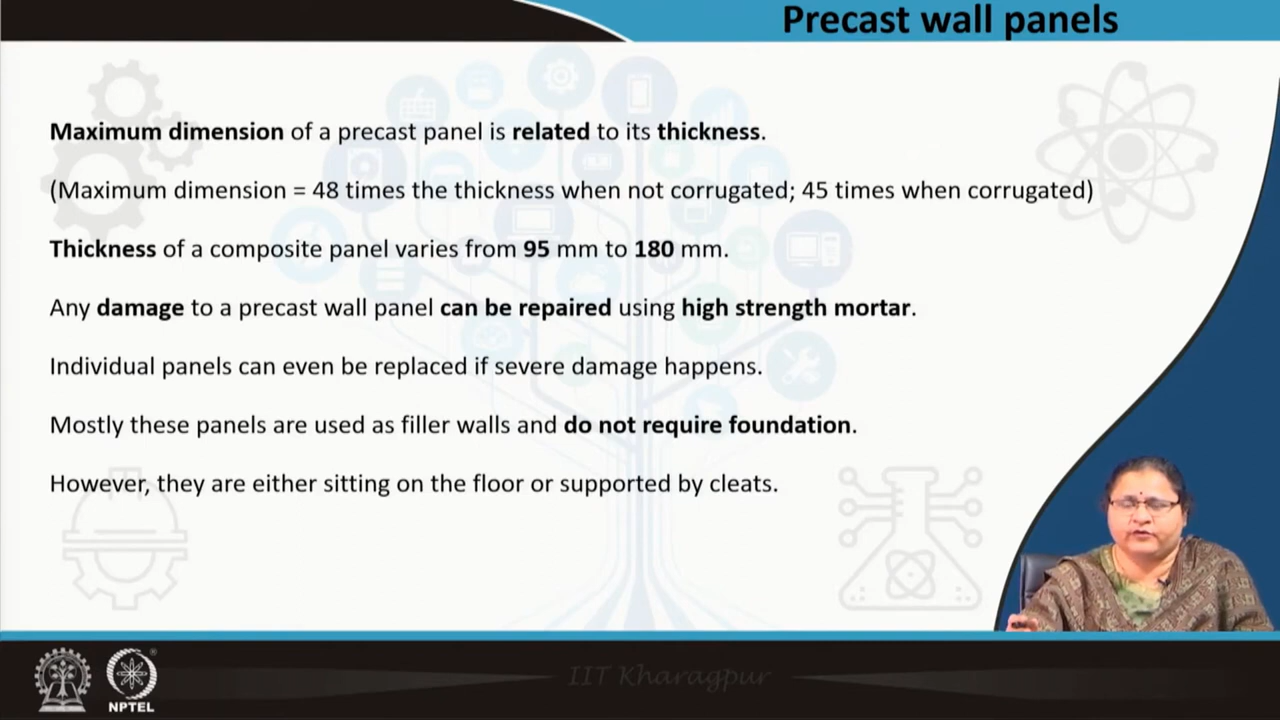 Precast wall panels
Maximum dimension of a precast panel is related to its thickness.
(Maximum dimension = 48 times the thickness when not corrugated; 45 times when corrugated)
Thickness of a composite panel varies from 95 mm to 180 mm.
Any damage to a precast wall panel can be repaired using high strength mortar.
Individual panels can even be replaced if severe damage happens.
Mostly these panels are used as filler walls and do not require foundation.
However, they are either sitting on the floor or supported by cleats.
IIT Kharagpur
®
NPTEL